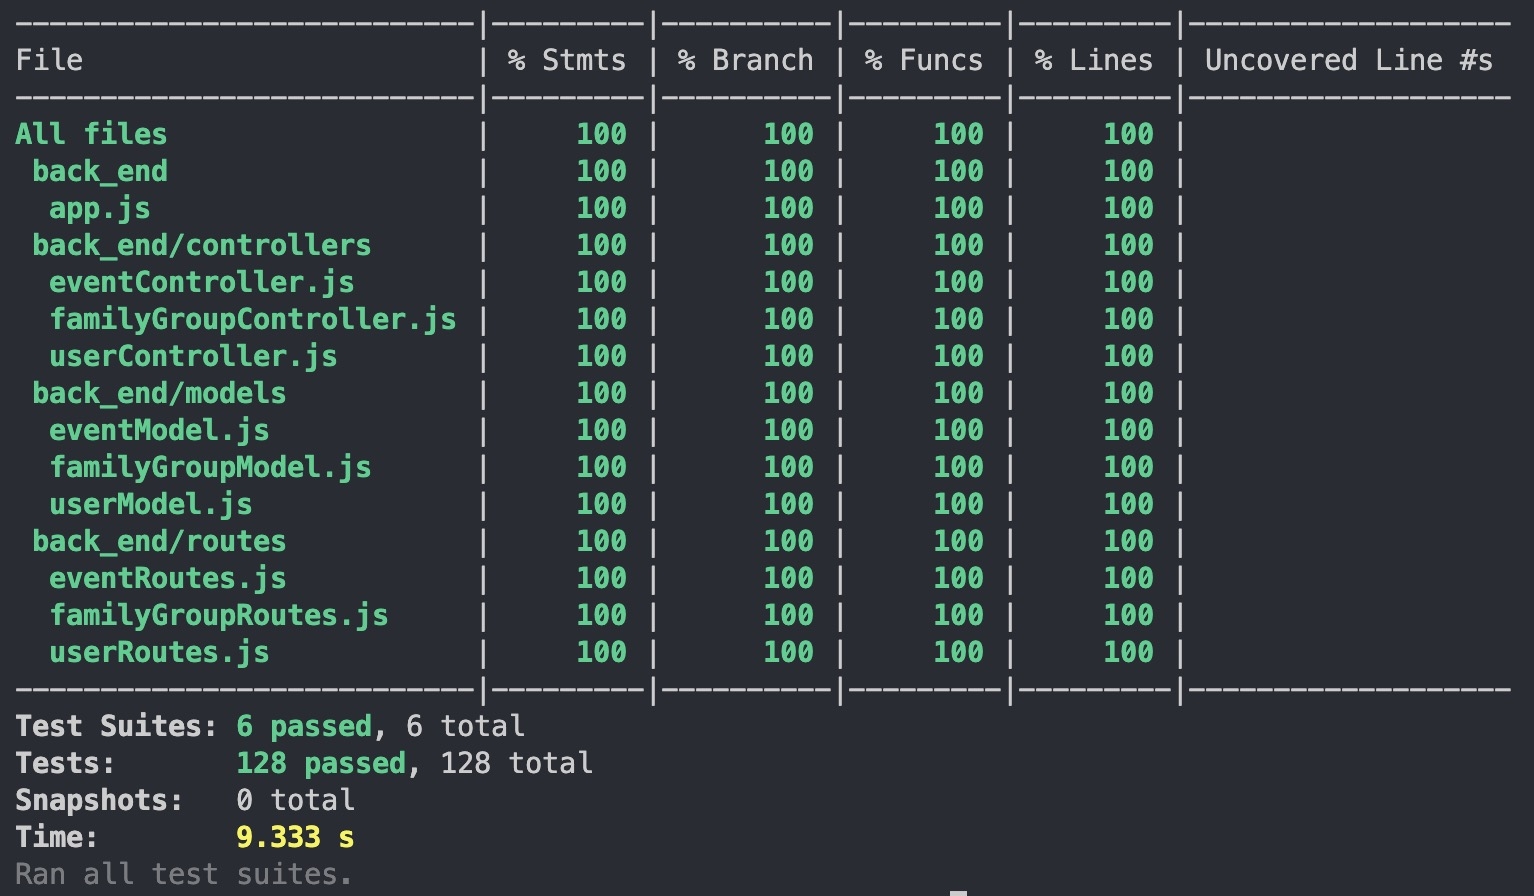 File | % Stmts | % Branch | % Funcs | % Lines | Uncovered Line #s
All files | 100 | 100 | 100 | 100 |
back_end | 100 | 100 | 100 | 100 |
app.js | 100 | 100 | 100 | 100 |
back_end/controllers | 100 | 100 | 100 | 100 |
eventController.js | 100 | 100 | 100 | 100 |
familyGroupController.js | 100 | 100 | 100 | 100 |
userController.js | 100 | 100 | 100 | 100 |
back_end/models | 100 | 100 | 100 | 100 |
eventModel.js | 100 | 100 | 100 | 100 |
familyGroupModel.js | 100 | 100 | 100 | 100 |
userModel.js | 100 | 100 | 100 | 100 |
back_end/routes | 100 | 100 | 100 | 100 |
eventRoutes.js | 100 | 100 | 100 | 100 |
familyGroupRoutes.js | 100 | 100 | 100 | 100 |
userRoutes.js | 100 | 100 | 100 | 100 |
Test Suites: 6 passed, 6 total
Tests: 128 passed, 128 total
Snapshots: 0 total
Time: 9.333 s
Ran all test suites.